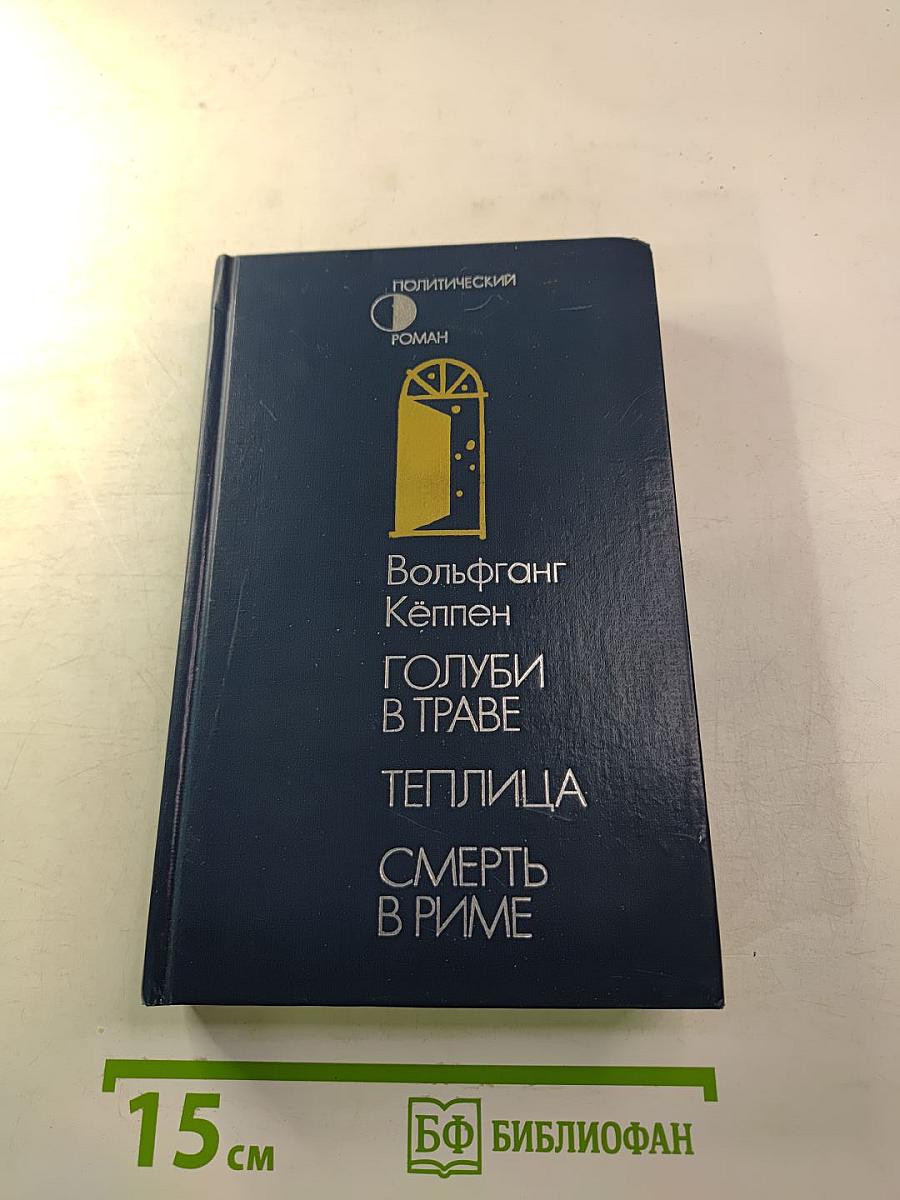 ПОЛИТИЧЕСКИЙ
РОМАН
Вольфганг
Кёппен
ГОЛУБИ
В ТРАВЕ
ТЕПЛИЦА
СМЕРТЬ
В РИМЕ
15 см
БФ БИБЛИОФАН